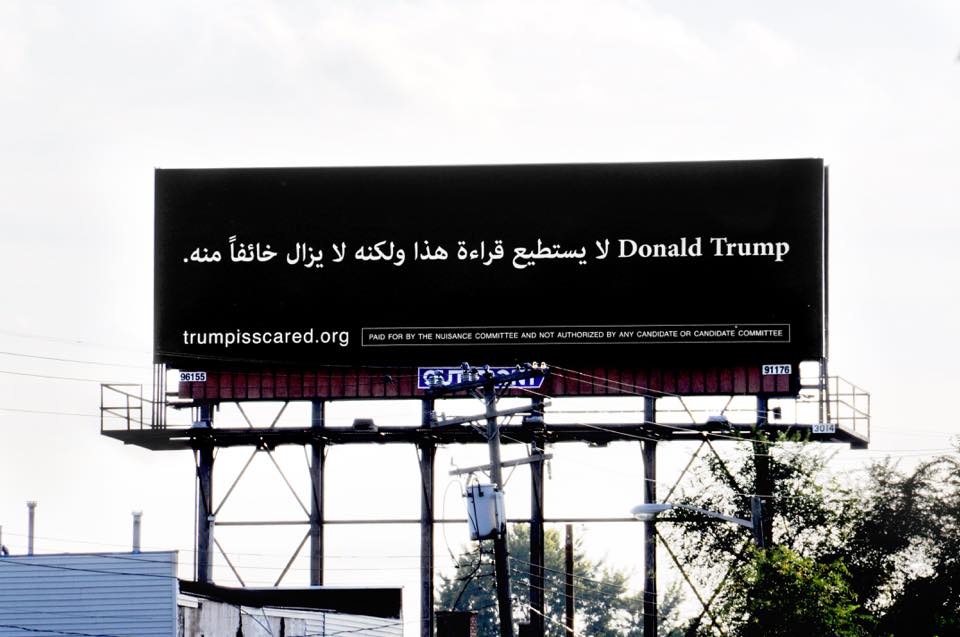 Donald Trump لا يستطيع قراءة هذا ولكنه لا يزال خائفاً منه.
trumpisscared.org
PAID FOR BY THE NUISANCE COMMITTEE AND NOT AUTHORIZED BY ANY CANDIDATE OR CANDIDATE COMMITTEE
96155
91176
3014